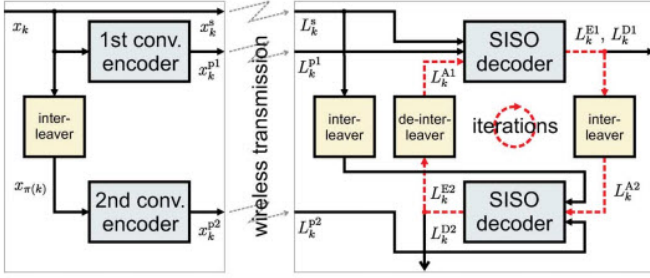 x_k
x_k^s
1st conv.
encoder
x_k^{p1}
inter-
leaver
x_{π(k)}
2nd conv.
encoder
x_k^{p2}
wireless transmission
L_k^s
L_k^{p1}
SISO
decoder
L_k^{E1}, L_k^{D1}
L_k^{A1}
inter-
leaver
de-inter-
leaver
iterations
inter-
leaver
L_k^{E2}
L_k^{A2}
SISO
decoder
L_k^{D2}
L_k^{p2}